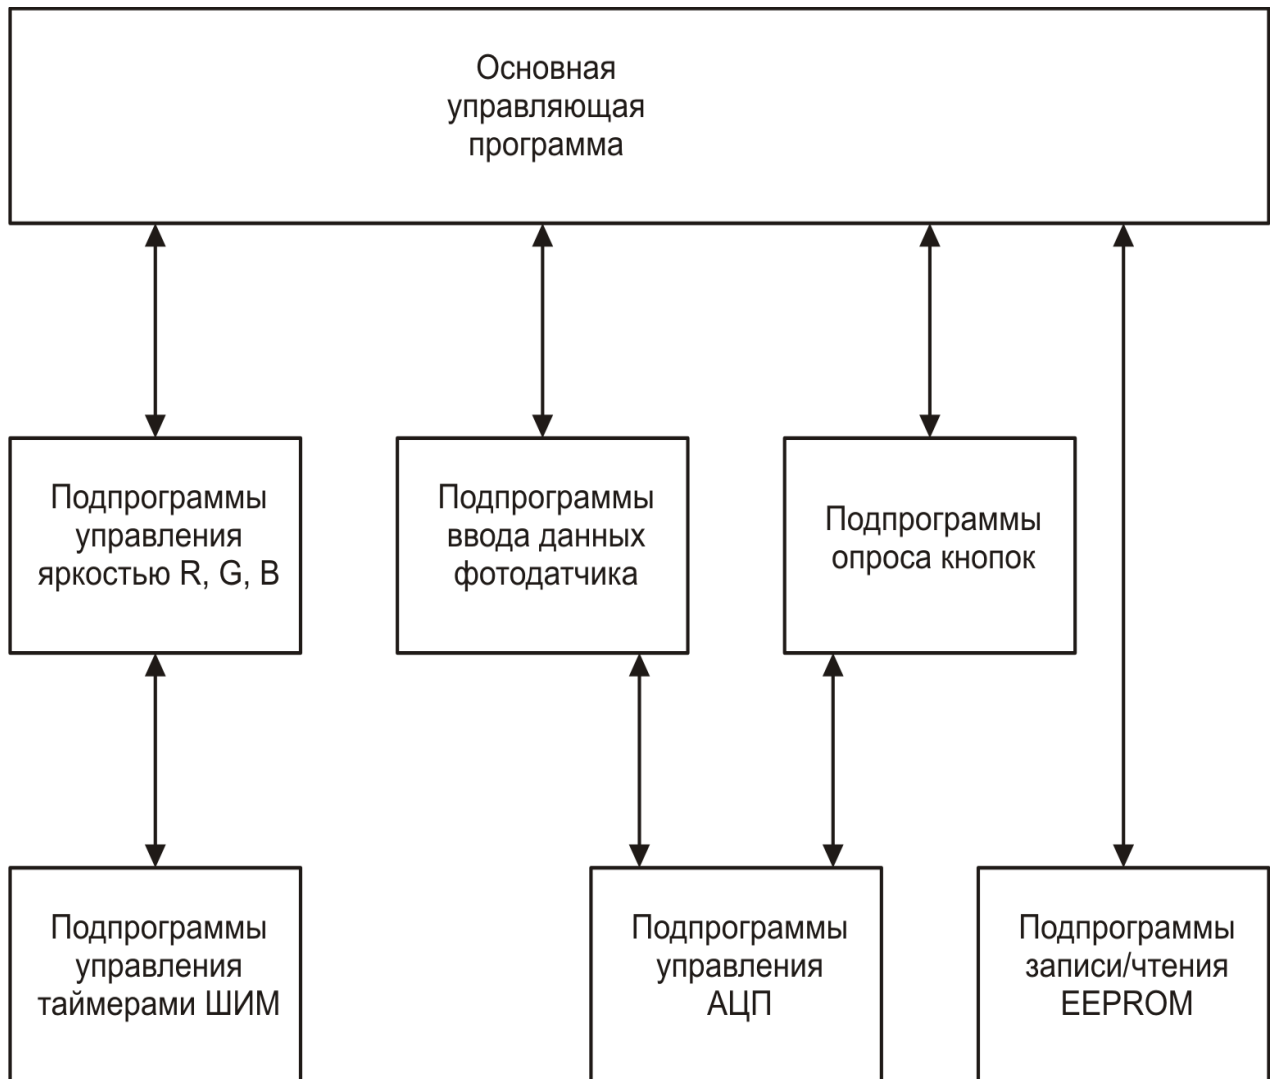 Основная
управляющая
программа
Подпрограммы
управления
яркостью R, G, B
Подпрограммы
ввода данных
фотодатчика
Подпрограммы
опроса кнопок
Подпрограммы
управления
таймерами ШИМ
Подпрограммы
управления
АЦП
Подпрограммы
записи/чтения
EEPROM